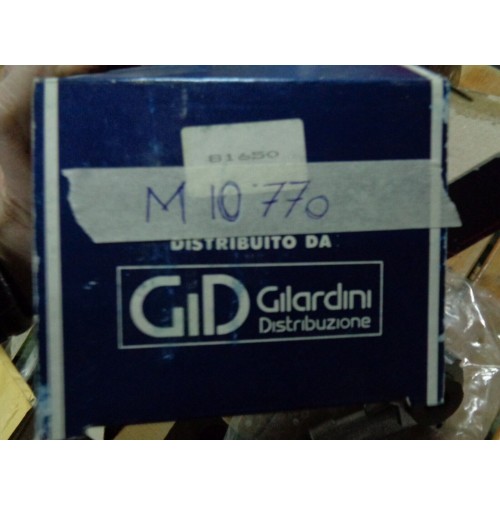 81650
M 10770
DISTRIBUITO DA
GiD Gilardini
Distribuzione